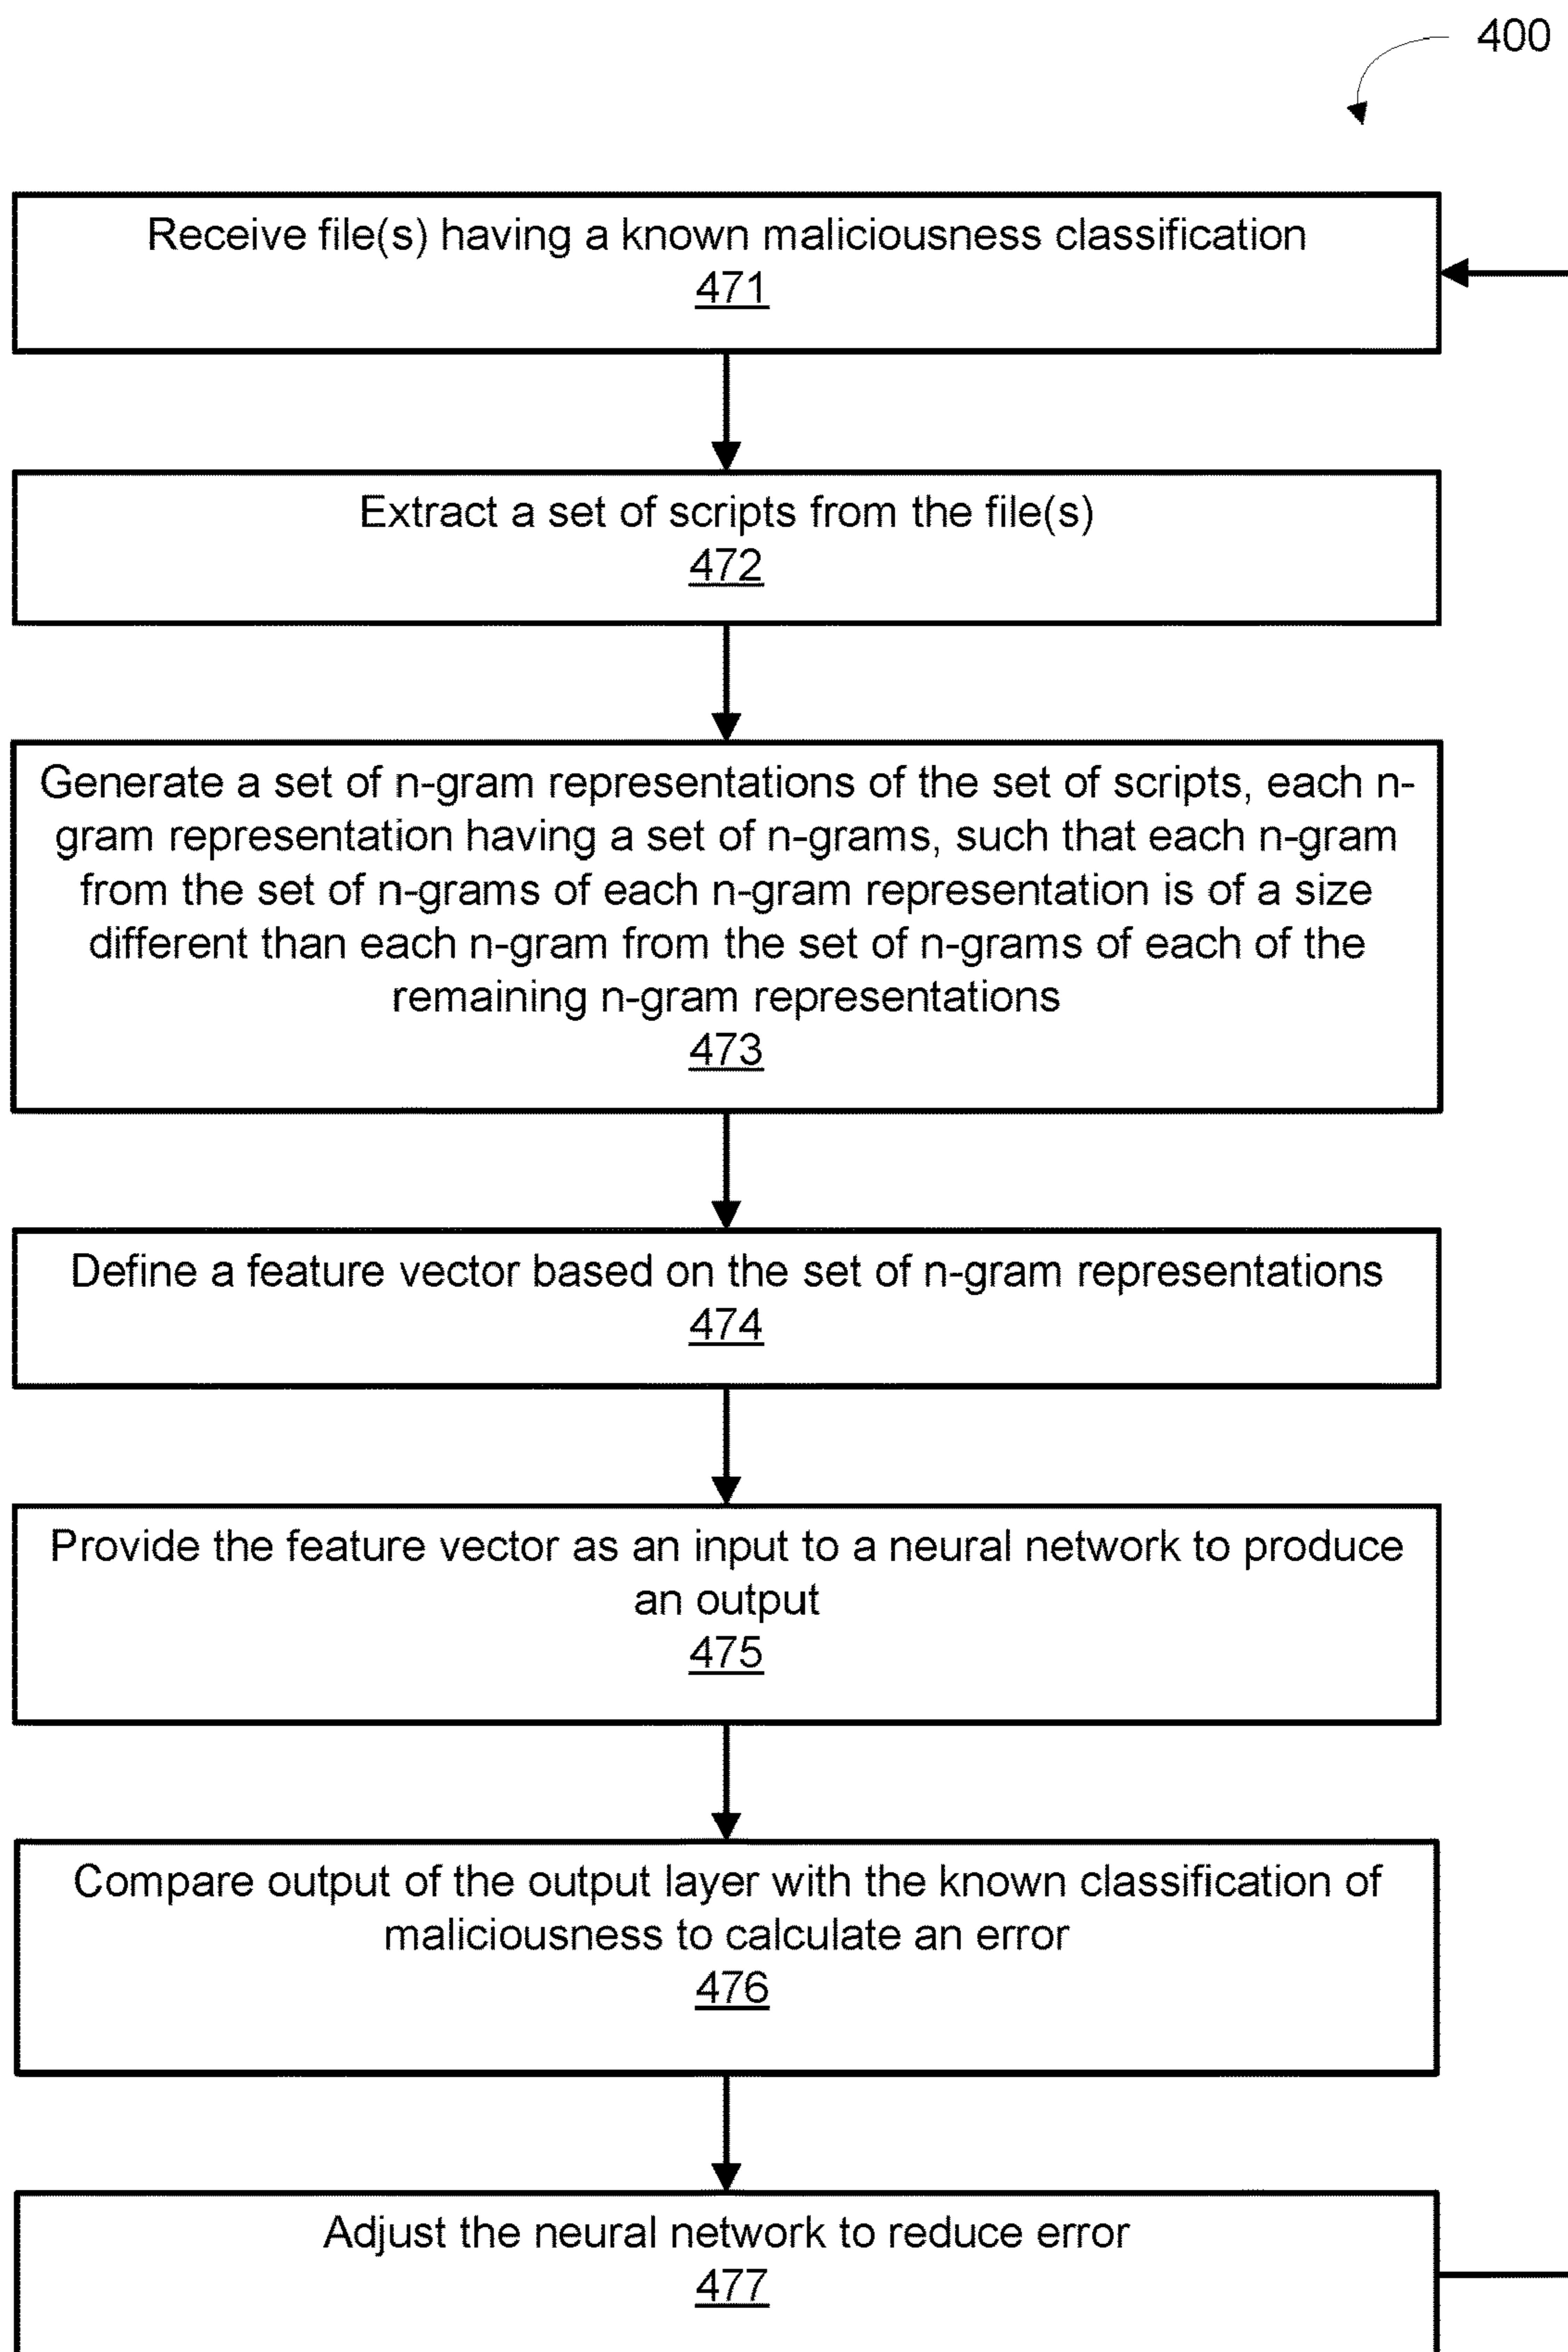 400
Receive file(s) having a known maliciousness classification
471
Extract a set of scripts from the file(s)
472
Generate a set of n-gram representations of the set of scripts, each n-
gram representation having a set of n-grams, such that each n-gram
from the set of n-grams of each n-gram representation is of a size
different than each n-gram from the set of n-grams of each of the
remaining n-gram representations
473
Define a feature vector based on the set of n-gram representations
474
Provide the feature vector as an input to a neural network to produce
an output
475
Compare output of the output layer with the known classification of
maliciousness to calculate an error
476
Adjust the neural network to reduce error
477